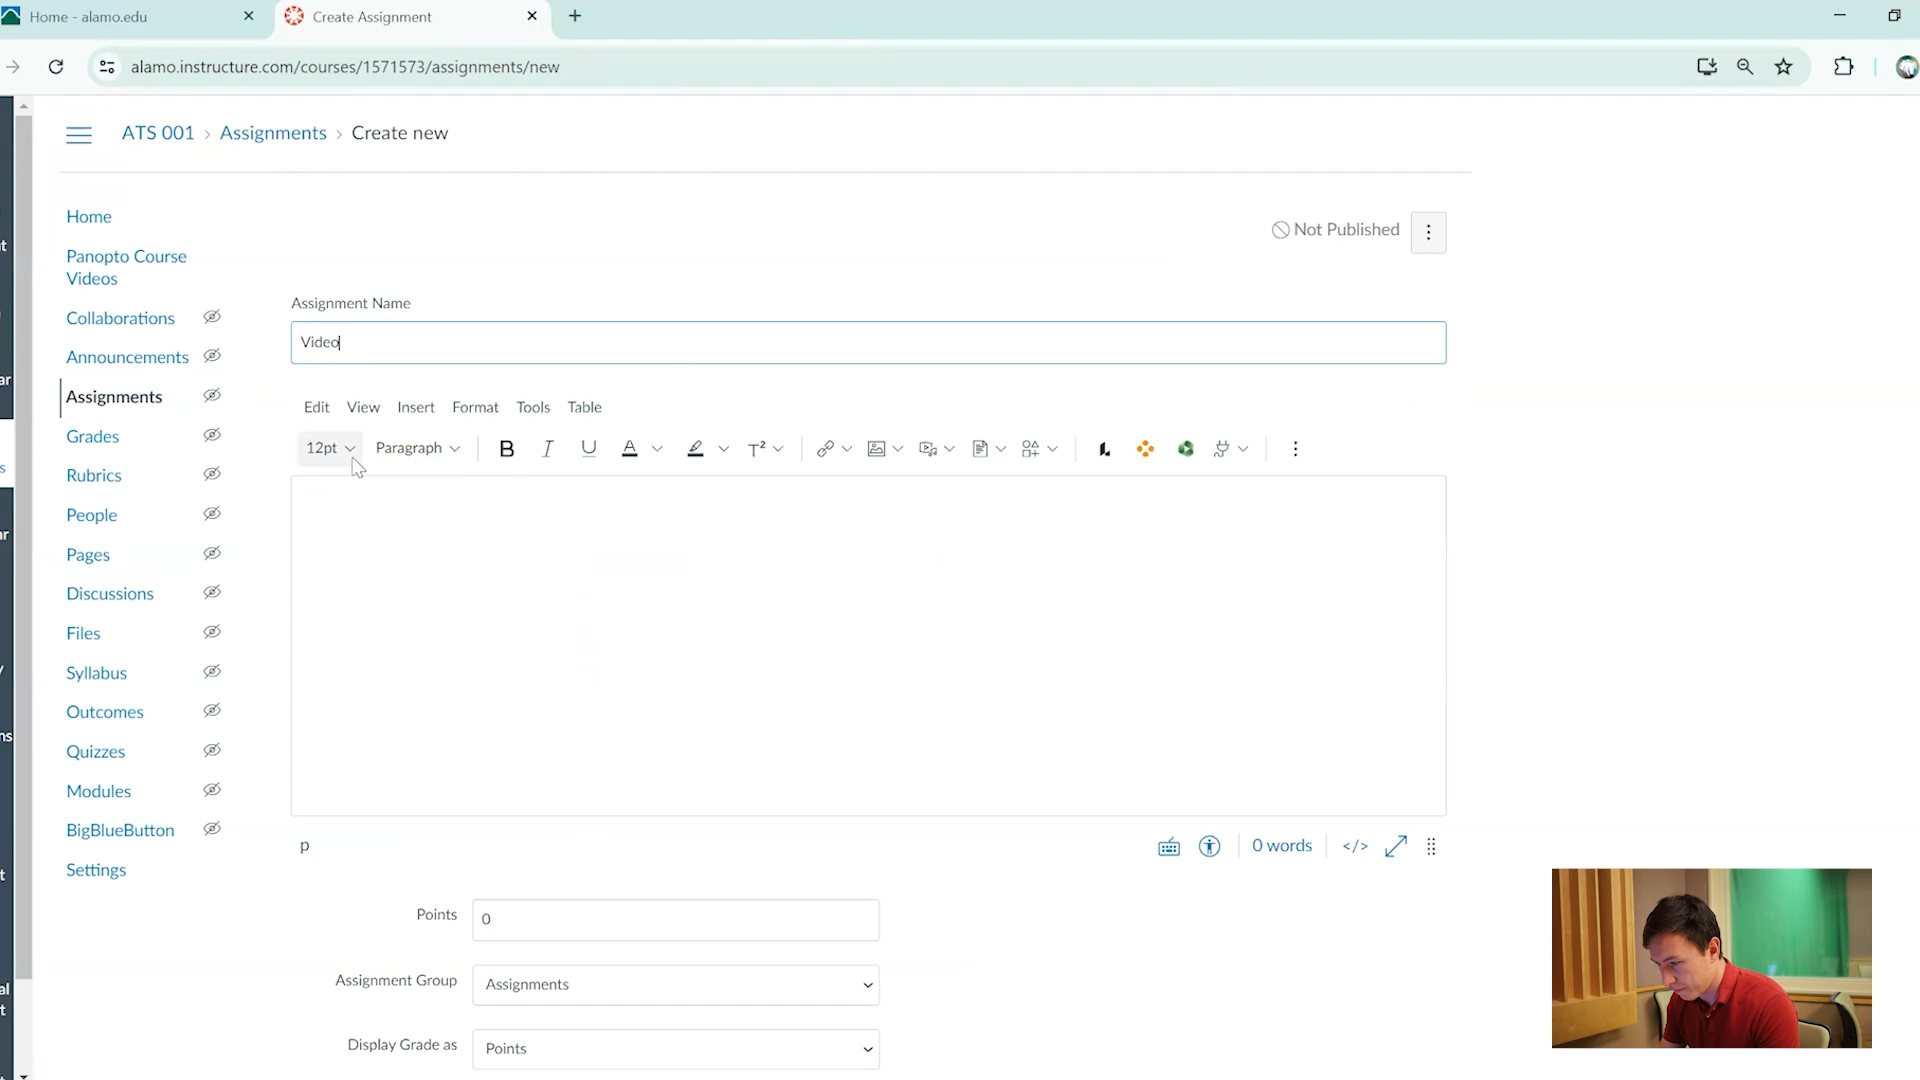 Home - alamo.edu
Create Assignment
alamo.instructure.com/courses/1571573/assignments/new
ATS 001 › Assignments › Create new
Home
Not Published
Panopto Course
Videos
Assignment Name
Collaborations
Video
Announcements
Assignments
Edit View Insert Format Tools Table
Grades
12pt Paragraph B I U A T²
Rubrics
People
Pages
Discussions
Files
Syllabus
Outcomes
Quizzes
Modules
BigBlueButton
p
0 words </>
Settings
Points 0
Assignment Group Assignments
Display Grade as Points